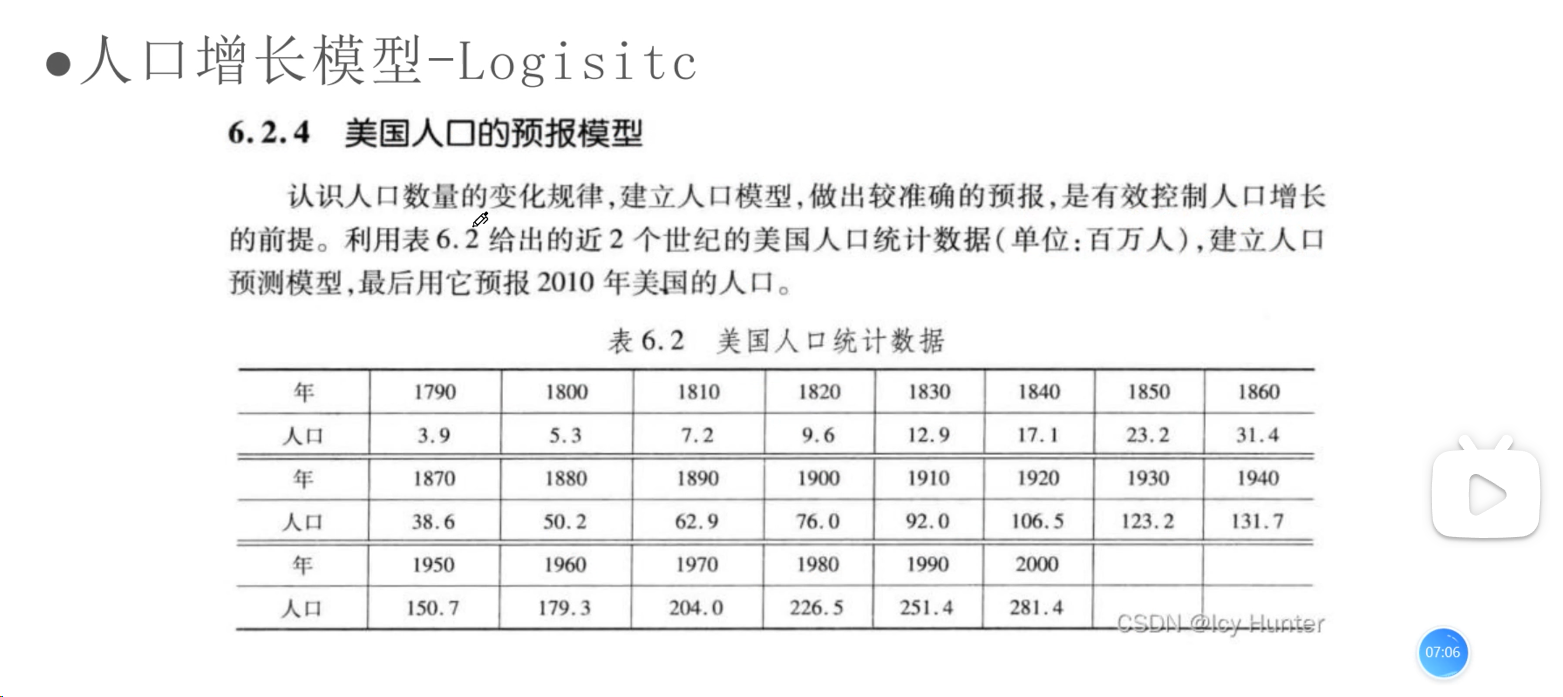 ●人口增长模型-Logisitc
6.2.4 美国人口的预报模型
认识人口数量的变化规律,建立人口模型,做出较准确的预报,是有效控制人口增长
的前提。利用表6.2给出的近2个世纪的美国人口统计数据(单位:百万人),建立人口
预测模型,最后用它预报2010年美国的人口。
表6.2 美国人口统计数据
年 1790 1800 1810 1820 1830 1840 1850 1860
人口 3.9 5.3 7.2 9.6 12.9 17.1 23.2 31.4
年 1870 1880 1890 1900 1910 1920 1930 1940
人口 38.6 50.2 62.9 76.0 92.0 106.5 123.2 131.7
年 1950 1960 1970 1980 1990 2000
人口 150.7 179.3 204.0 226.5 251.4 281.4
CSDN @Icy Hunter
07:06